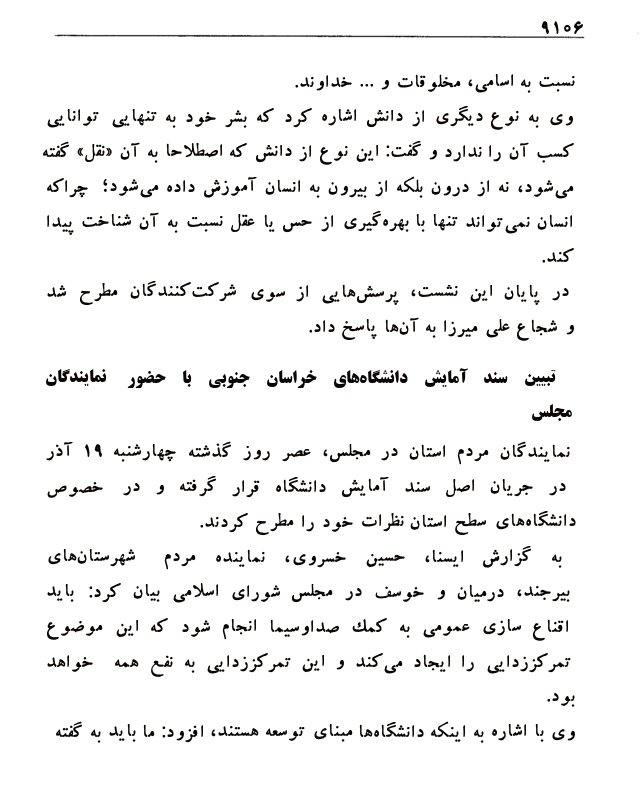 ۹۱۰۶
نسبت به اسامی، مخلوقات و ... خداوند.
وی به نوع دیگری از دانش اشاره کرد که بشر خود به تنهایی توانایی
کسب آن را ندارد و گفت: این نوع از دانش که اصطلاحا به آن «نقل» گفته
می‌شود، نه از درون بلکه از بیرون به انسان آموزش داده می‌شود؛ چراکه
انسان نمی‌تواند تنها با بهره‌گیری از حس یا عقل نسبت به آن شناخت پیدا
کند.
در پایان این نشست، پرسش‌هایی از سوی شرکت‌کنندگان مطرح شد
و شجاع علی میرزا به آن‌ها پاسخ داد.
تبیین سند آمایش دانشگاه‌های خراسان جنوبی با حضور نمایندگان
مجلس
نمایندگان مردم استان در مجلس، عصر روز گذشته چهارشنبه ۱۹ آذر
در جریان اصل سند آمایش دانشگاه قرار گرفته و در خصوص
دانشگاه‌های سطح استان نظرات خود را مطرح کردند.
به گزارش ایسنا، حسین خسروی، نماینده مردم شهرستان‌های
بیرجند، درمیان و خوسف در مجلس شورای اسلامی بیان کرد: باید
اقناع سازی عمومی به کمك صداوسیما انجام شود که این موضوع
تمرکززدایی را ایجاد می‌کند و این تمرکززدایی به نفع همه خواهد
بود.
وی با اشاره به اینکه دانشگاه‌ها مبنای توسعه هستند، افزود: ما باید به گفته